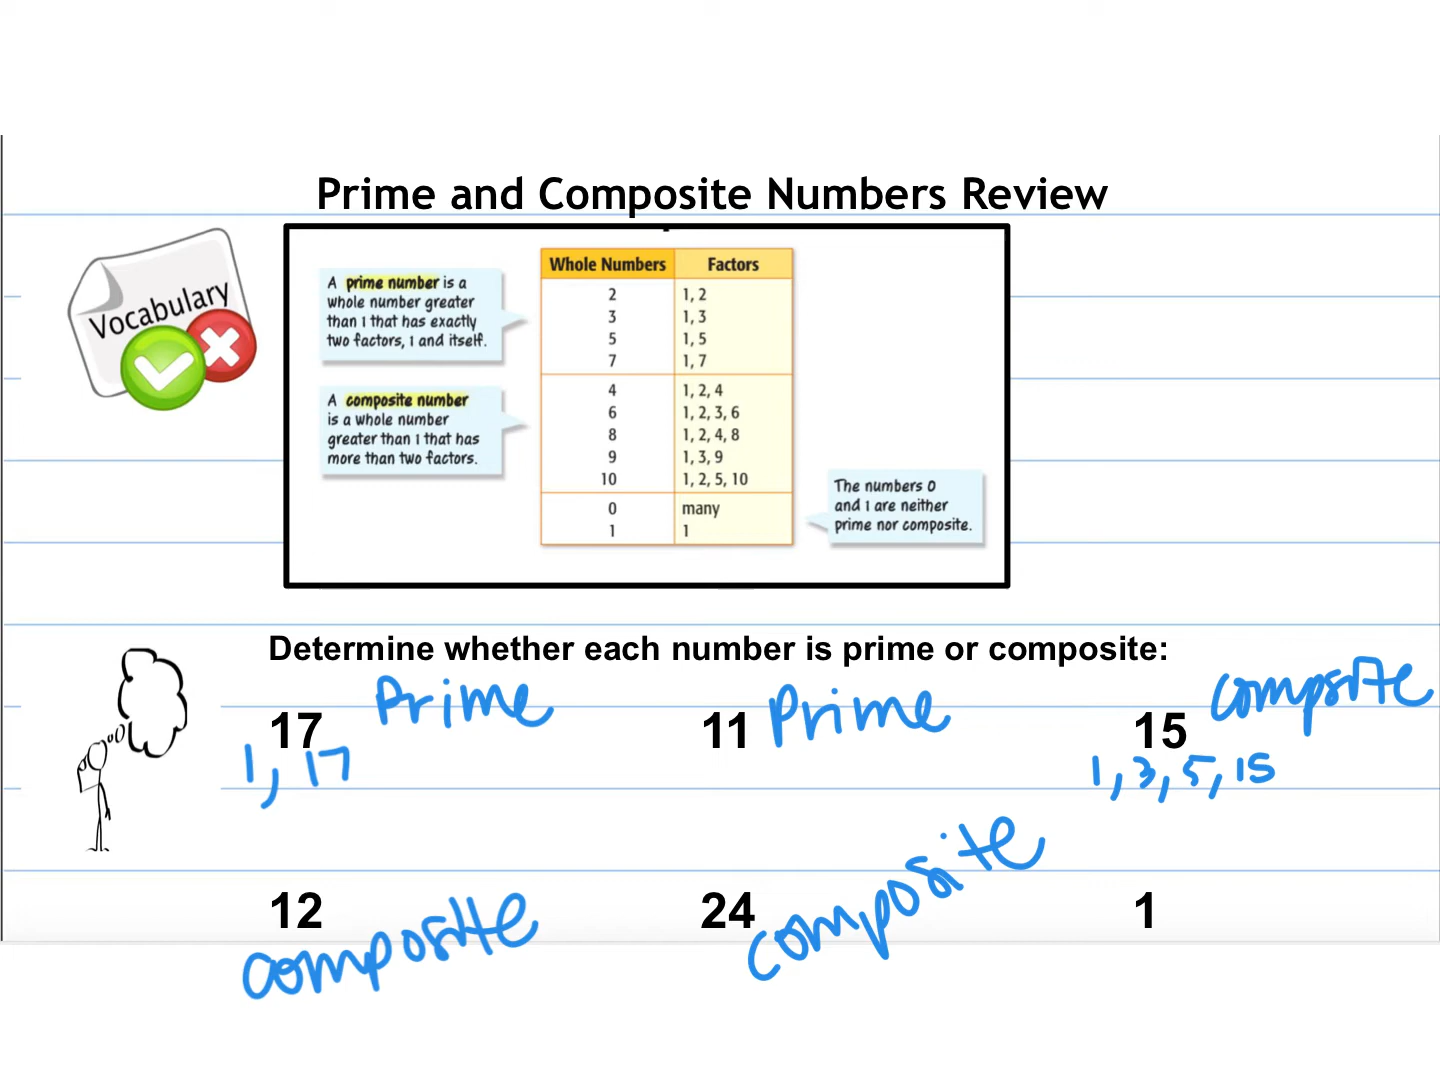 Prime and Composite Numbers Review
Vocabulary
A prime number is a
whole number greater
than 1 that has exactly
two factors, 1 and itself.
A composite number
is a whole number
greater than 1 that has
more than two factors.
Whole Numbers Factors
2 1, 2
3 1, 3
5 1, 5
7 1, 7
4 1, 2, 4
6 1, 2, 3, 6
8 1, 2, 4, 8
9 1, 3, 9
10 1, 2, 5, 10
0 many
1 1
The numbers 0
and 1 are neither
prime nor composite.
Determine whether each number is prime or composite:
17 Prime 11 Prime 15 compsite
1, 17 1, 3, 5, 15
12 24 1
composite composite